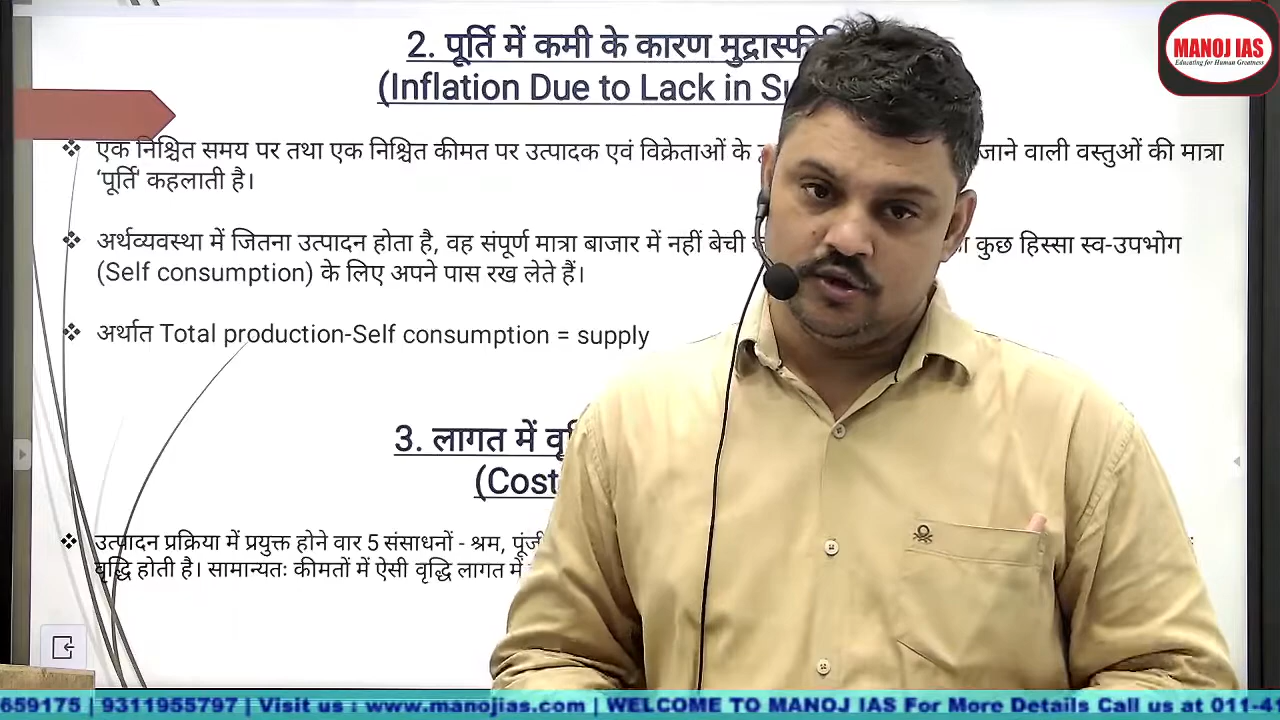 2. पूर्ति में कमी के कारण
(Inflation Due to Lack in
MANOJ IAS
Educating for Human Greatness
एक निश्चित समय पर तथा एक निश्चित कीमत पर उत्पादक एवं विक्रेताओं के जाने वाली वस्तुओं की मात्रा
'पूर्ति' कहलाती है।
अर्थव्यवस्था में जितना उत्पादन होता है, वह संपूर्ण मात्रा बाजार में नहीं बेची कुछ हिस्सा स्व-उपभोग
(Self consumption) के लिए अपने पास रख लेते हैं।
अर्थात Total production-Self consumption = supply
3. लागत में
(Cost
उत्पादन प्रक्रिया में प्रयुक्त होने वार 5 संसाधनों - श्रम,
वृद्धि होती है। सामान्यतः कीमतों में ऐसी वृद्धि लागत में
659175 | 9311955797 | Visit us : www.manojias.com | WELCOME TO MANOJ IAS For More Details Call us at 011-41